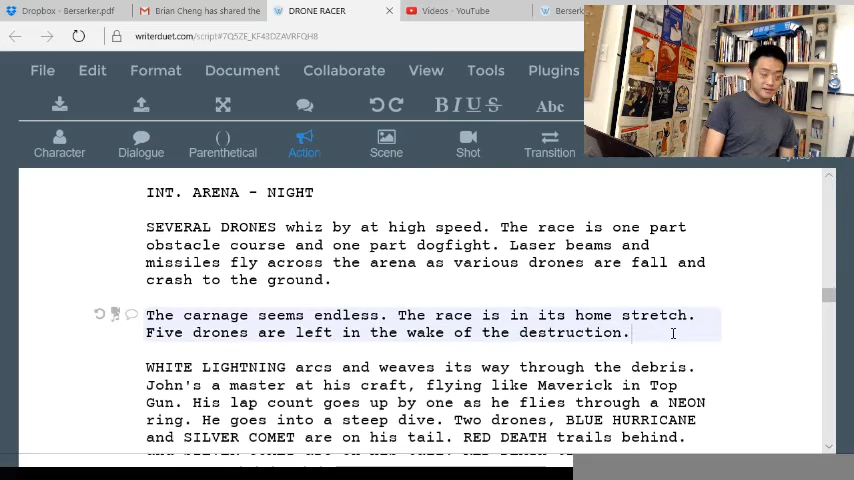 Dropbox - Berserker.pdf
Brian Cheng has shared the
DRONE RACER
Videos - YouTube
Berserk
writerduet.com/script#7Q5ZE_KF43DZAVRFQH8
File Edit Format Document Collaborate View Tools Plugins
B I U S Abc
Character Dialogue Parenthetical Action Scene Shot Transition
INT. ARENA - NIGHT
SEVERAL DRONES whiz by at high speed. The race is one part
obstacle course and one part dogfight. Laser beams and
missiles fly across the arena as various drones are fall and
crash to the ground.
The carnage seems endless. The race is in its home stretch.
Five drones are left in the wake of the destruction.
WHITE LIGHTNING arcs and weaves its way through the debris.
John's a master at his craft, flying like Maverick in Top
Gun. His lap count goes up by one as he flies through a NEON
ring. He goes into a steep dive. Two drones, BLUE HURRICANE
and SILVER COMET are on his tail. RED DEATH trails behind.